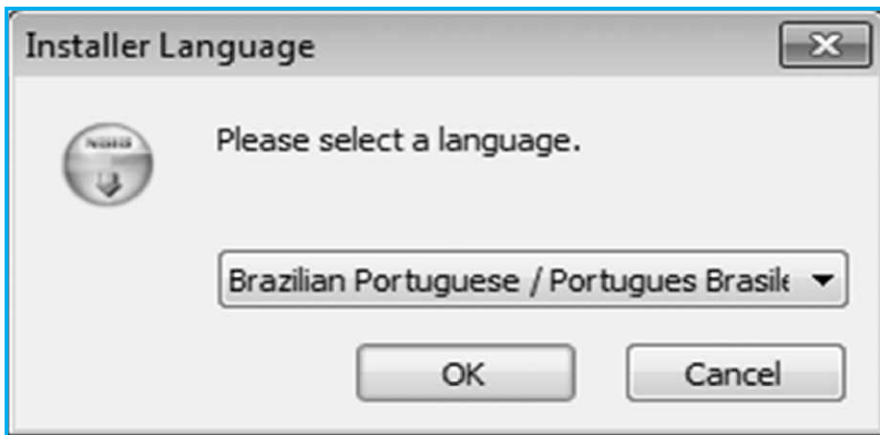 Installer Language
Please select a language.
Brazilian Portuguese / Portugues Brasile
OK
Cancel